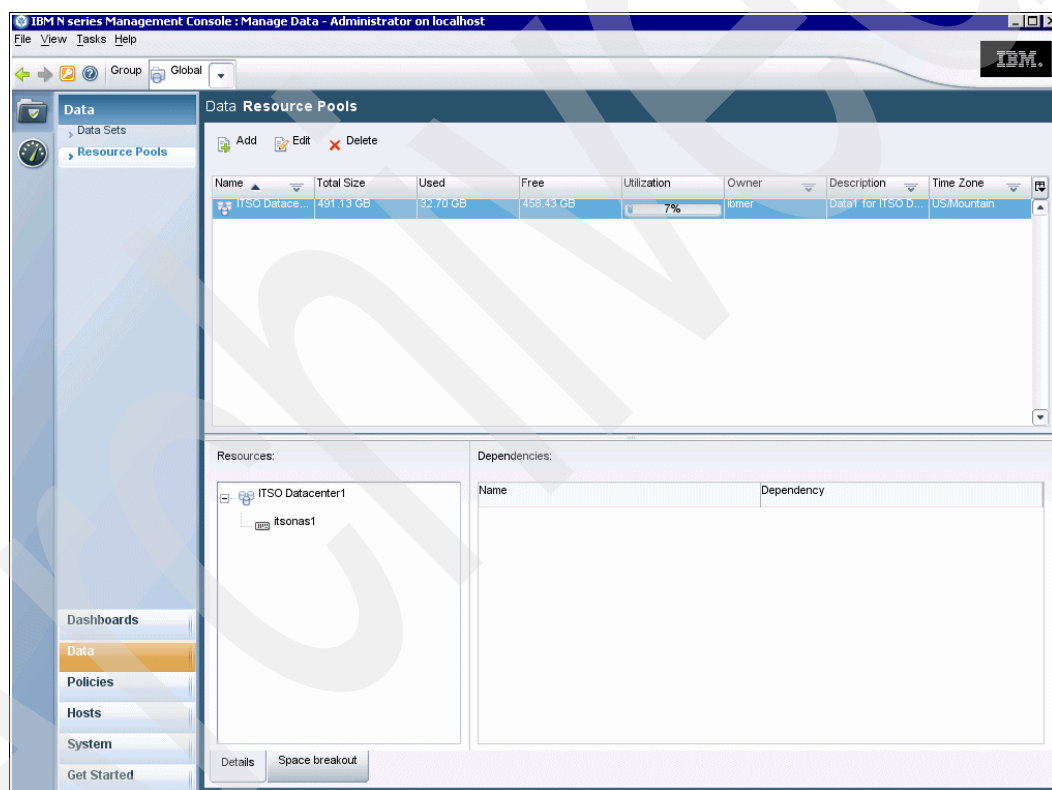 IBM N series Management Console : Manage Data - Administrator on localhost
File View Tasks Help
Group Global
IBM.
Data
Data Sets
Resource Pools
Data Resource Pools
Add Edit Delete
Name Total Size Used Free Utilization Owner Description Time Zone
ITSO Datace... 491.13 GB 32.70 GB 458.43 GB 7% ibmer Data1 for ITSO D... US/Mountain
Resources:
ITSO Datacenter1
itsonas1
Dependencies:
Name Dependency
Dashboards
Data
Policies
Hosts
System
Get Started
Details Space breakout